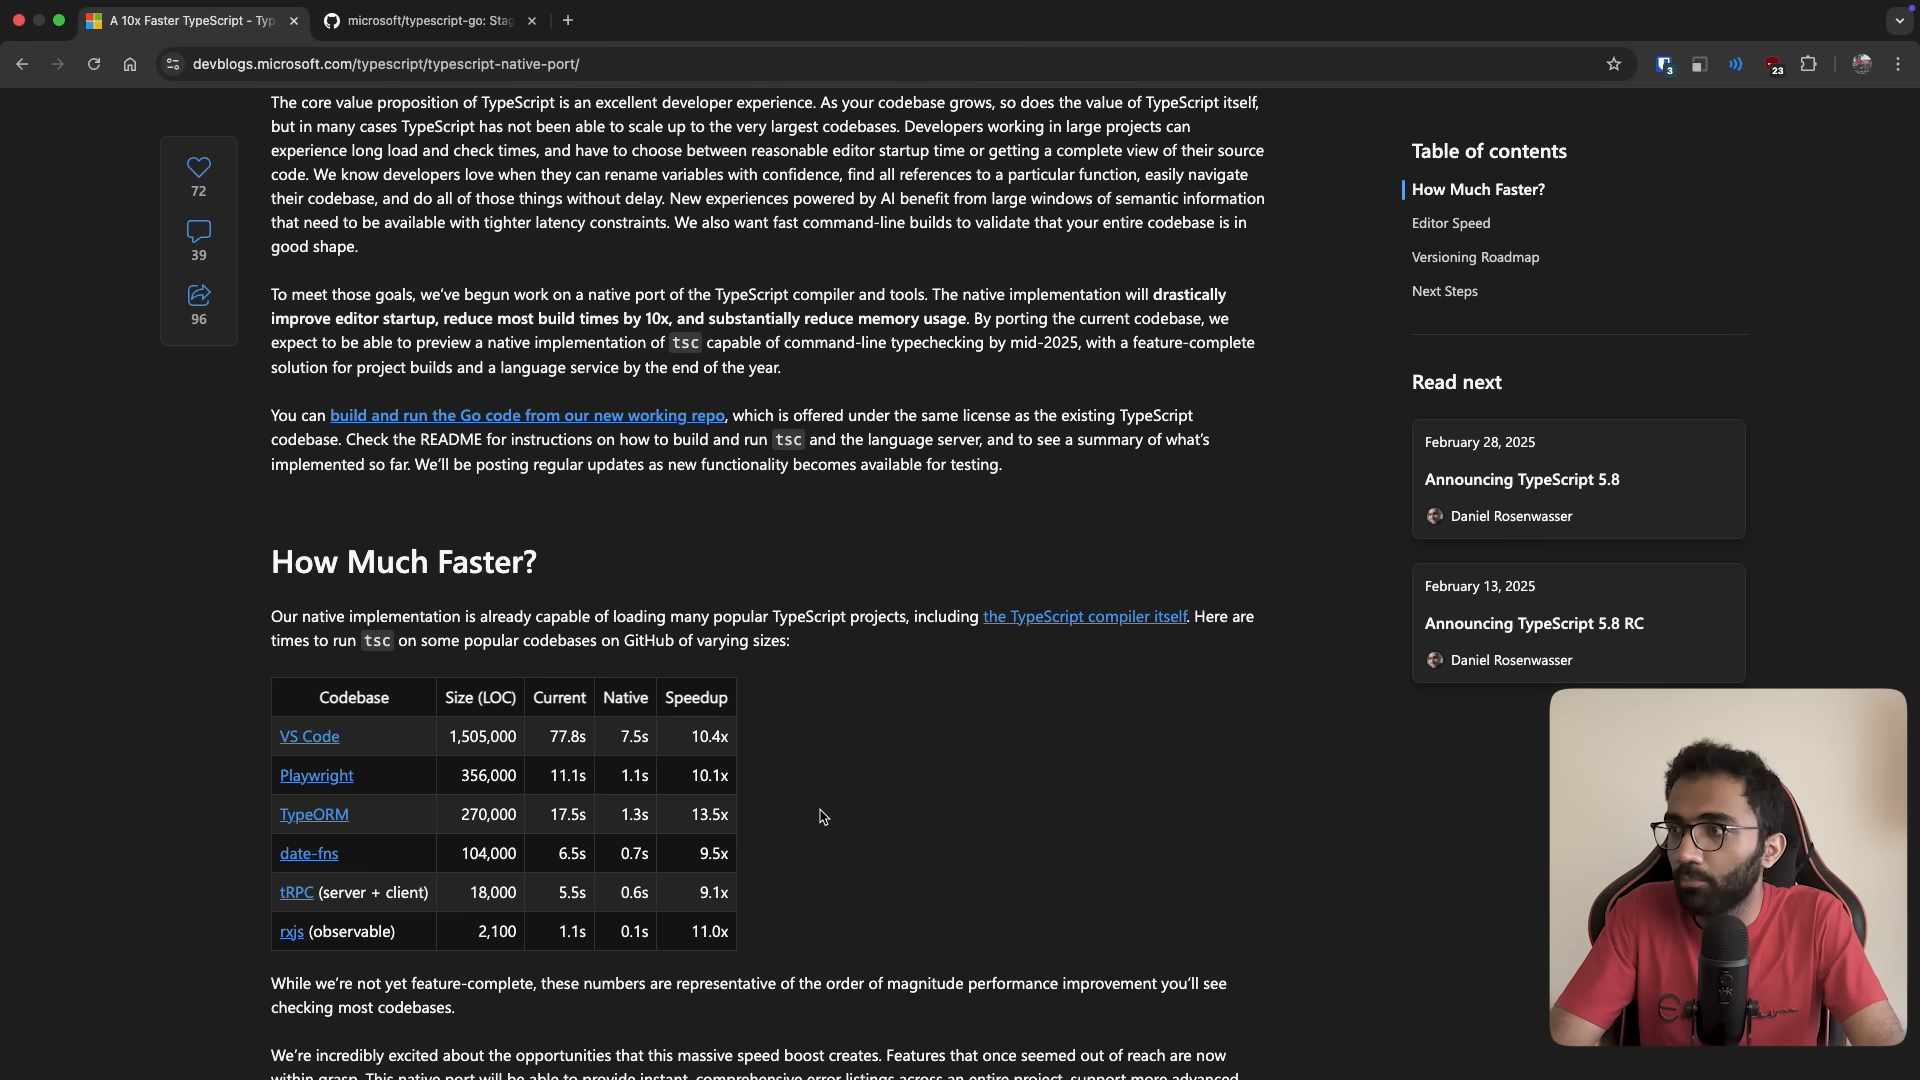 A 10x Faster TypeScript - Typ
microsoft/typescript-go: Stag
devblogs.microsoft.com/typescript/typescript-native-port/
3
23
72
39
96
The core value proposition of TypeScript is an excellent developer experience. As your codebase grows, so does the value of TypeScript itself,
but in many cases TypeScript has not been able to scale up to the very largest codebases. Developers working in large projects can
experience long load and check times, and have to choose between reasonable editor startup time or getting a complete view of their source
code. We know developers love when they can rename variables with confidence, find all references to a particular function, easily navigate
their codebase, and do all of those things without delay. New experiences powered by AI benefit from large windows of semantic information
that need to be available with tighter latency constraints. We also want fast command-line builds to validate that your entire codebase is in
good shape.
To meet those goals, we've begun work on a native port of the TypeScript compiler and tools. The native implementation will drastically
improve editor startup, reduce most build times by 10x, and substantially reduce memory usage. By porting the current codebase, we
expect to be able to preview a native implementation of tsc capable of command-line typechecking by mid-2025, with a feature-complete
solution for project builds and a language service by the end of the year.
You can build and run the Go code from our new working repo, which is offered under the same license as the existing TypeScript
codebase. Check the README for instructions on how to build and run tsc and the language server, and to see a summary of what's
implemented so far. We'll be posting regular updates as new functionality becomes available for testing.
How Much Faster?
Our native implementation is already capable of loading many popular TypeScript projects, including the TypeScript compiler itself. Here are
times to run tsc on some popular codebases on GitHub of varying sizes:
Codebase Size (LOC) Current Native Speedup
VS Code 1,505,000 77.8s 7.5s 10.4x
Playwright 356,000 11.1s 1.1s 10.1x
TypeORM 270,000 17.5s 1.3s 13.5x
date-fns 104,000 6.5s 0.7s 9.5x
tRPC (server + client) 18,000 5.5s 0.6s 9.1x
rxjs (observable) 2,100 1.1s 0.1s 11.0x
While we're not yet feature-complete, these numbers are representative of the order of magnitude performance improvement you'll see
checking most codebases.
We're incredibly excited about the opportunities that this massive speed boost creates. Features that once seemed out of reach are now
within grasp. This native port will be able to provide instant, comprehensive error listings across an entire project, support more advanced
Table of contents
How Much Faster?
Editor Speed
Versioning Roadmap
Next Steps
Read next
February 28, 2025
Announcing TypeScript 5.8
Daniel Rosenwasser
February 13, 2025
Announcing TypeScript 5.8 RC
Daniel Rosenwasser